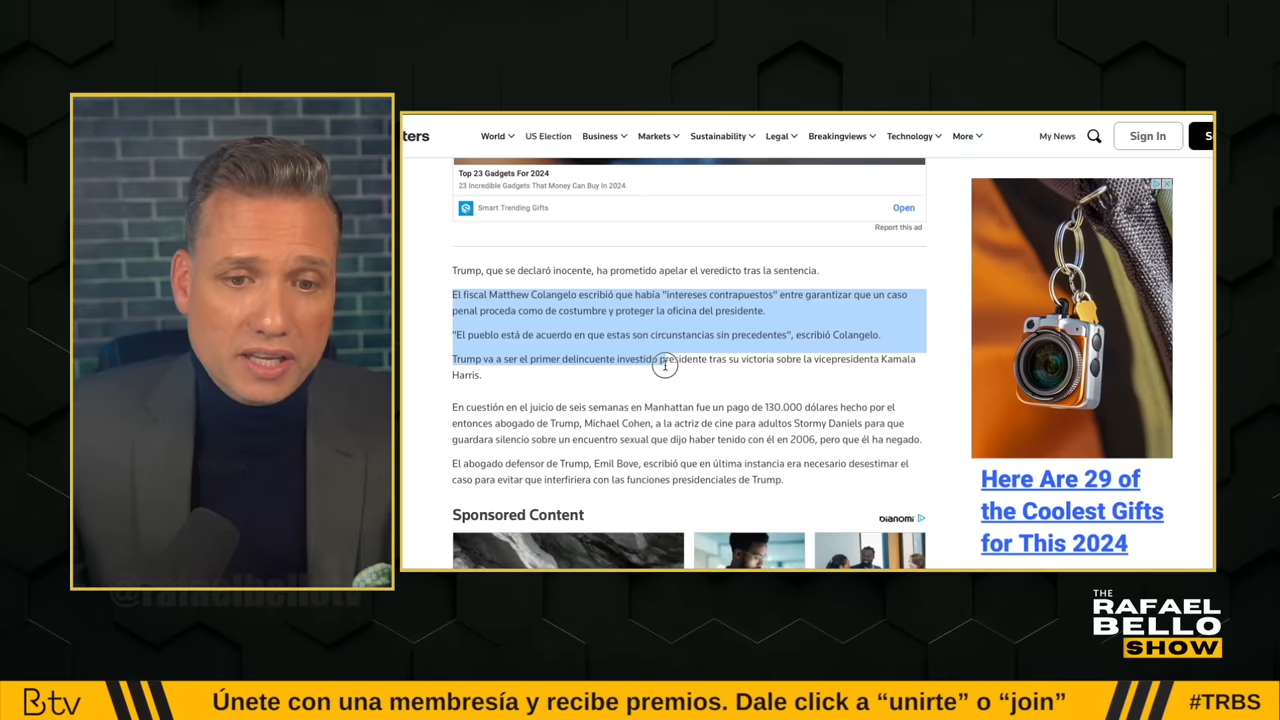 ters
World
US Election
Business
Markets
Sustainability
Legal
Breakingviews
Technology
More
My News
Sign In
S
Top 23 Gadgets For 2024
23 Incredible Gadgets That Money Can Buy In 2024.
Smart Trending Gifts
Open
Report this ad
Trump, que se declaró inocente, ha prometido apelar el veredicto tras la sentencia.
El fiscal Matthew Colangelo escribió que había "intereses contrapuestos" entre garantizar que un caso
penal proceda como de costumbre y proteger la oficina del presidente.
"El pueblo está de acuerdo en que estas son circunstancias sin precedentes", escribió Colangelo.
Trump va a ser el primer delincuente investido presidente tras su victoria sobre la vicepresidenta Kamala
Harris.
En cuestión en el juicio de seis semanas en Manhattan fue un pago de 130.000 dólares hecho por el
entonces abogado de Trump, Michael Cohen, a la actriz de cine para adultos Stormy Daniels para que
guardara silencio sobre un encuentro sexual que dijo haber tenido con él en 2006, pero que él ha negado.
El abogado defensor de Trump, Emil Bove, escribió que en última instancia era necesario desestimar el
caso para evitar que interfiriera con las funciones presidenciales de Trump.
Sponsored Content
DIANOMI
Here Are 29 of
the Coolest Gifts
for This 2024
@rafaelbellotv
THE
RAFAEL
BELLO
SHOW
Btv
Únete con una membresía y recibe premios. Dale click a “unirte” o “join”
#TRBS